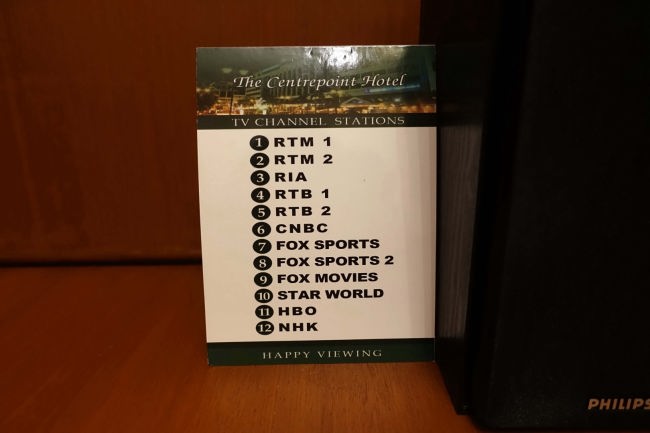 The Centrepoint Hotel
TV CHANNEL STATIONS
1 RTM 1
2 RTM 2
3 RIA
4 RTB 1
5 RTB 2
6 CNBC
7 FOX SPORTS
8 FOX SPORTS 2
9 FOX MOVIES
10 STAR WORLD
11 HBO
12 NHK
HAPPY VIEWING
PHILIPS